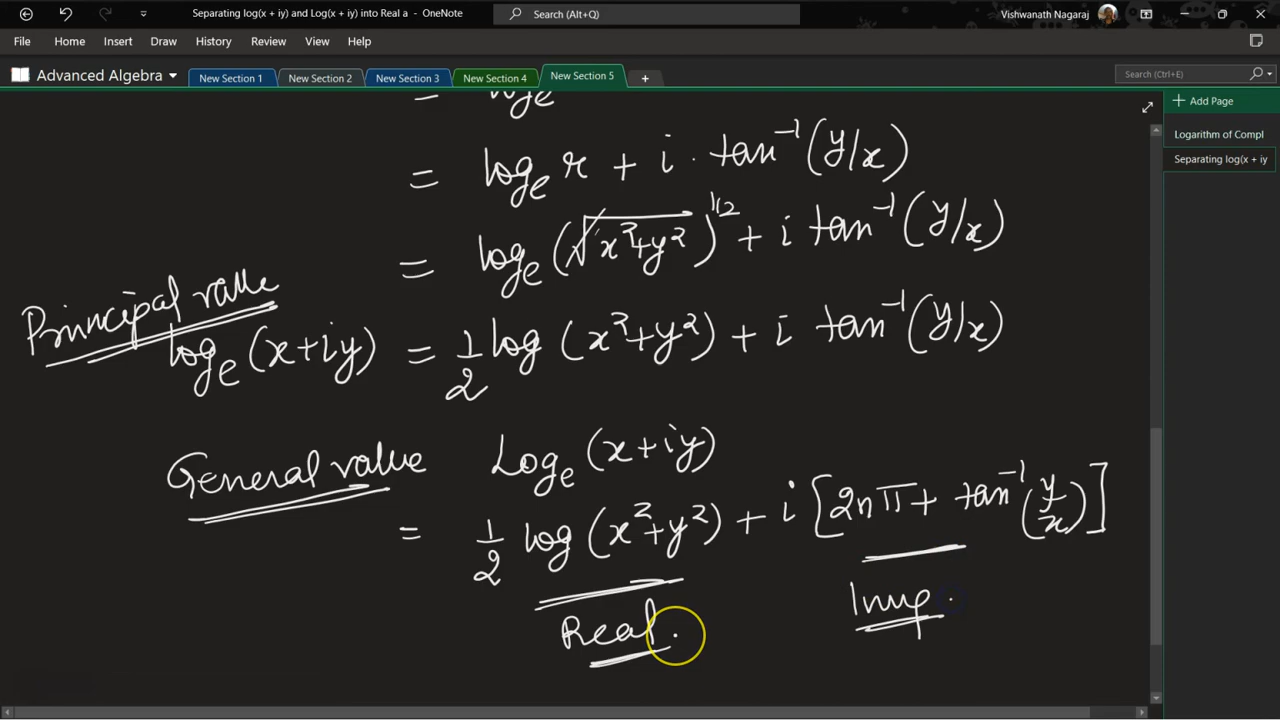 Separating log(x + iy) and Log(x + iy) into Real a - OneNote
Search (Alt+Q)
Vishwanath Nagaraj
File Home Insert Draw History Review View Help
Advanced Algebra
New Section 1 New Section 2 New Section 3 New Section 4 New Section 5 +
Search (Ctrl+E)
+ Add Page
Logarithm of Compl
Separating log(x + iy
= logₑ
= logₑ r + i · tan⁻¹(y/x)
= logₑ (√x²+y²)^1/2 + i tan⁻¹(y/x)
Principal value
logₑ(x+iy) = 1/2 log (x²+y²) + i tan⁻¹(y/x)
General value Logₑ (x+iy)
= 1/2 log (x²+y²) + i [2nπ + tan⁻¹(y/x)]
Real. Imag.